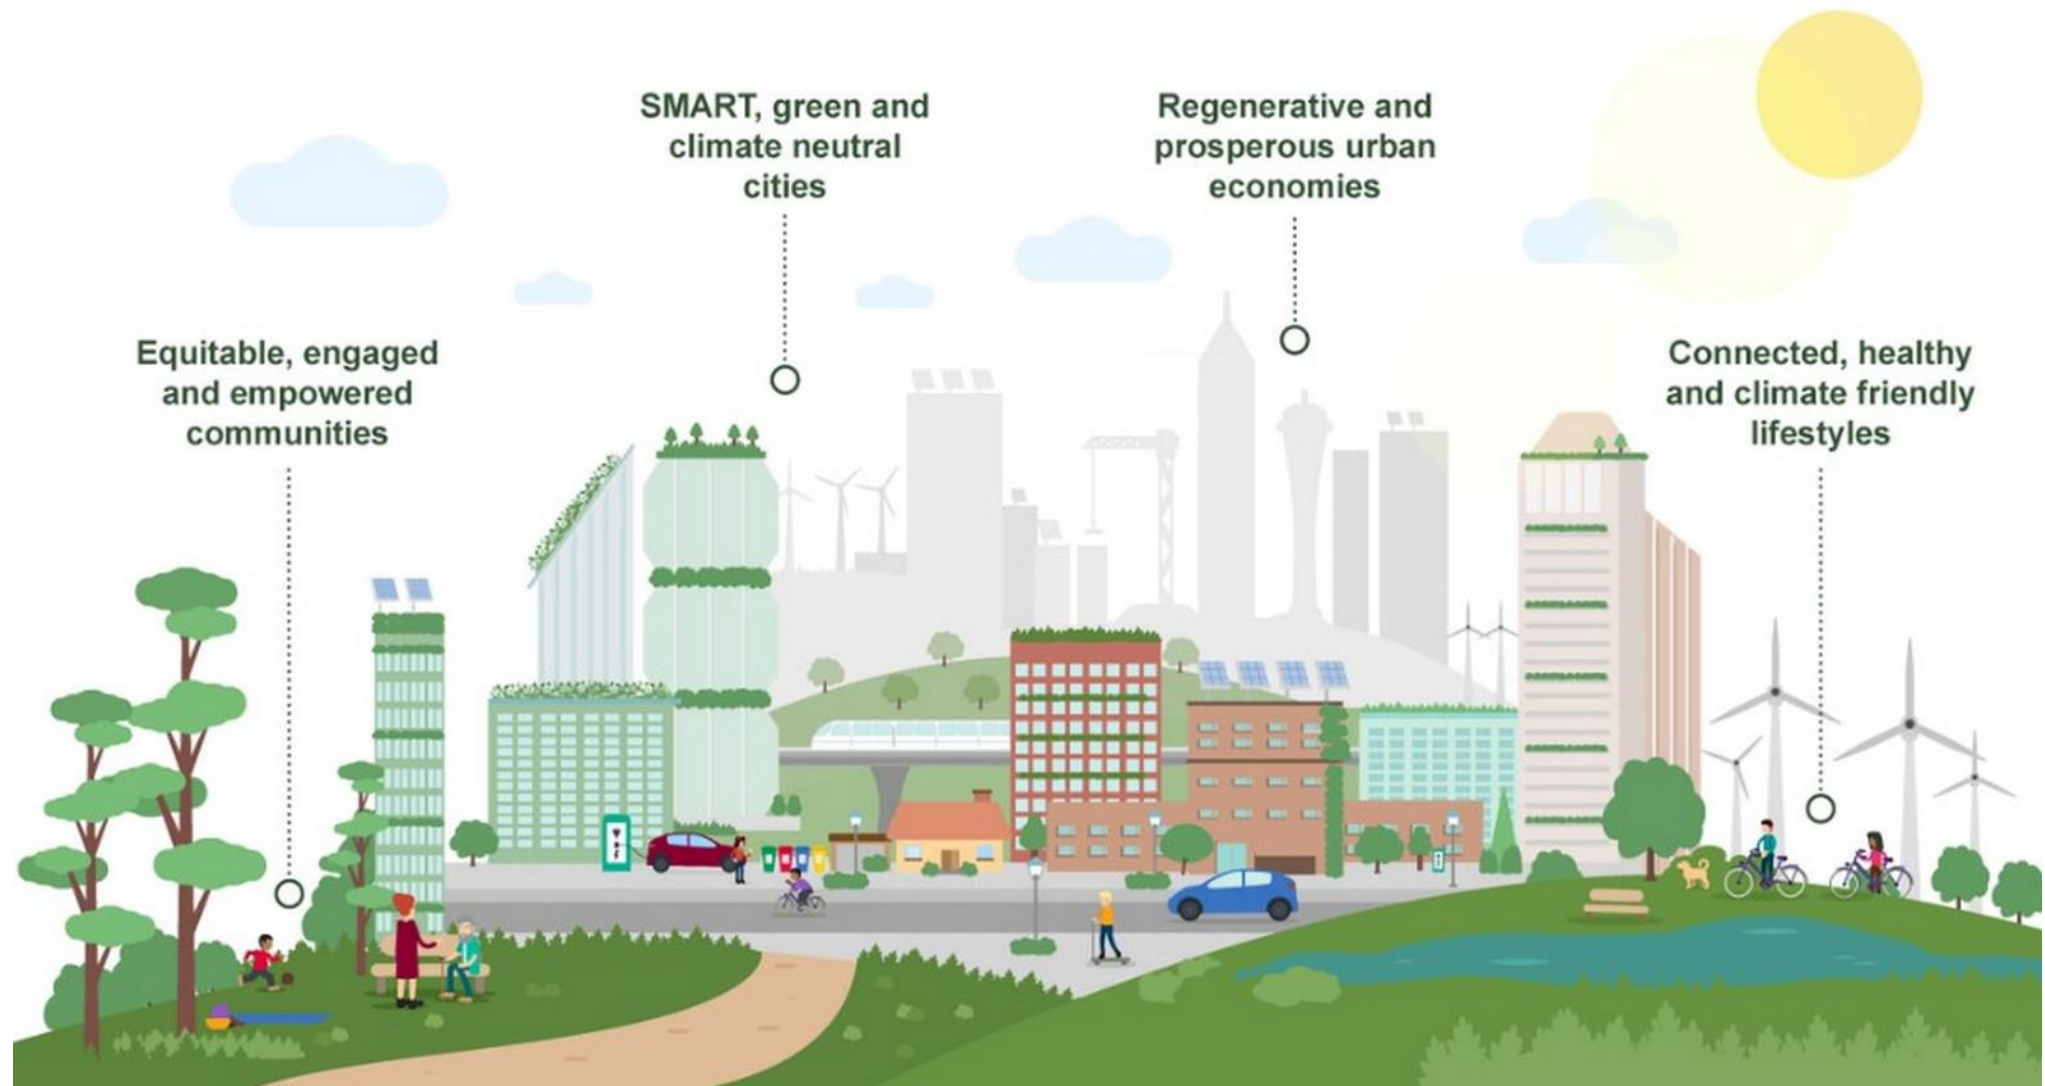 SMART, green and
climate neutral
cities
Regenerative and
prosperous urban
economies
Equitable, engaged
and empowered
communities
Connected, healthy
and climate friendly
lifestyles